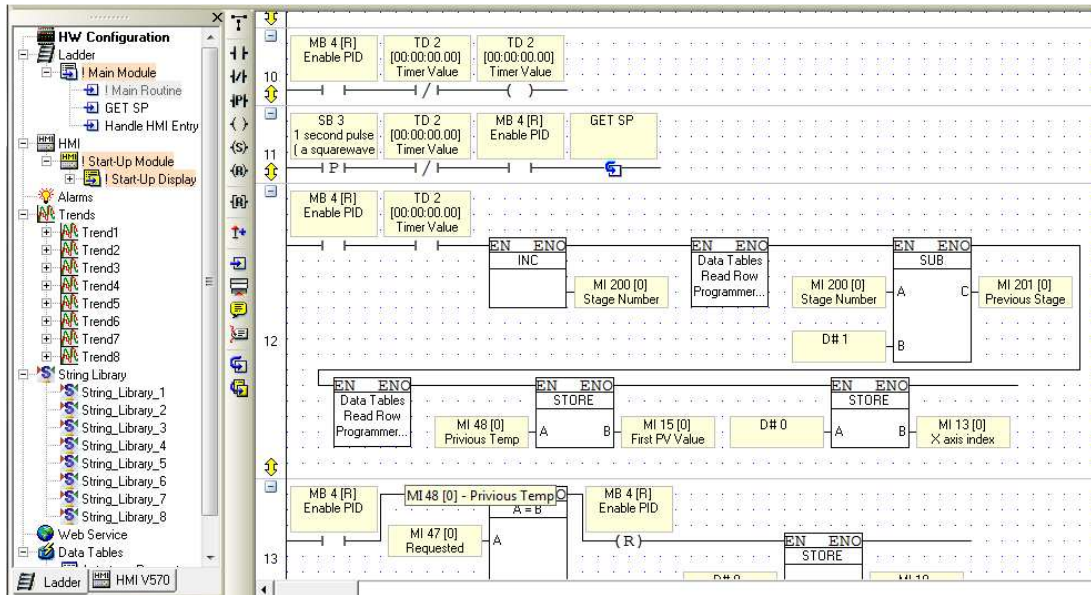 HW Configuration
Ladder
! Main Module
! Main Routine
GET SP
Handle HMI Entry
HMI
! Start-Up Module
! Start-Up Display
Alarms
Trends
Trend1
Trend2
Trend3
Trend4
Trend5
Trend6
Trend7
Trend8
String Library
String_Library_1
String_Library_2
String_Library_3
String_Library_4
String_Library_5
String_Library_6
String_Library_7
String_Library_8
Web Service
Data Tables
Ladder
HMI V570
10
MB 4 [R]
Enable PID
TD 2
[00:00:00.00]
Timer Value
TD 2
[00:00:00.00]
Timer Value
11
SB 3
1 second pulse
( a squarewave
P
TD 2
[00:00:00.00]
Timer Value
MB 4 [R]
Enable PID
GET SP
12
MB 4 [R]
Enable PID
TD 2
[00:00:00.00]
Timer Value
EN ENO
INC
MI 200 [0]
Stage Number
EN ENO
Data Tables
Read Row
Programmer...
MI 200 [0]
Stage Number
D# 1
EN ENO
SUB
A
B
C
MI 201 [0]
Previous Stage
EN ENO
Data Tables
Read Row
Programmer...
MI 48 [0]
Privious Temp
EN ENO
STORE
A
B
MI 15 [0]
First PV Value
D# 0
EN ENO
STORE
A
B
MI 13 [0]
X axis index
13
MB 4 [R]
Enable PID
MI 48 [0] - Privious Temp
A = B
MI 47 [0]
Requested
A
MB 4 [R]
Enable PID
(R)
EN ENO
STORE